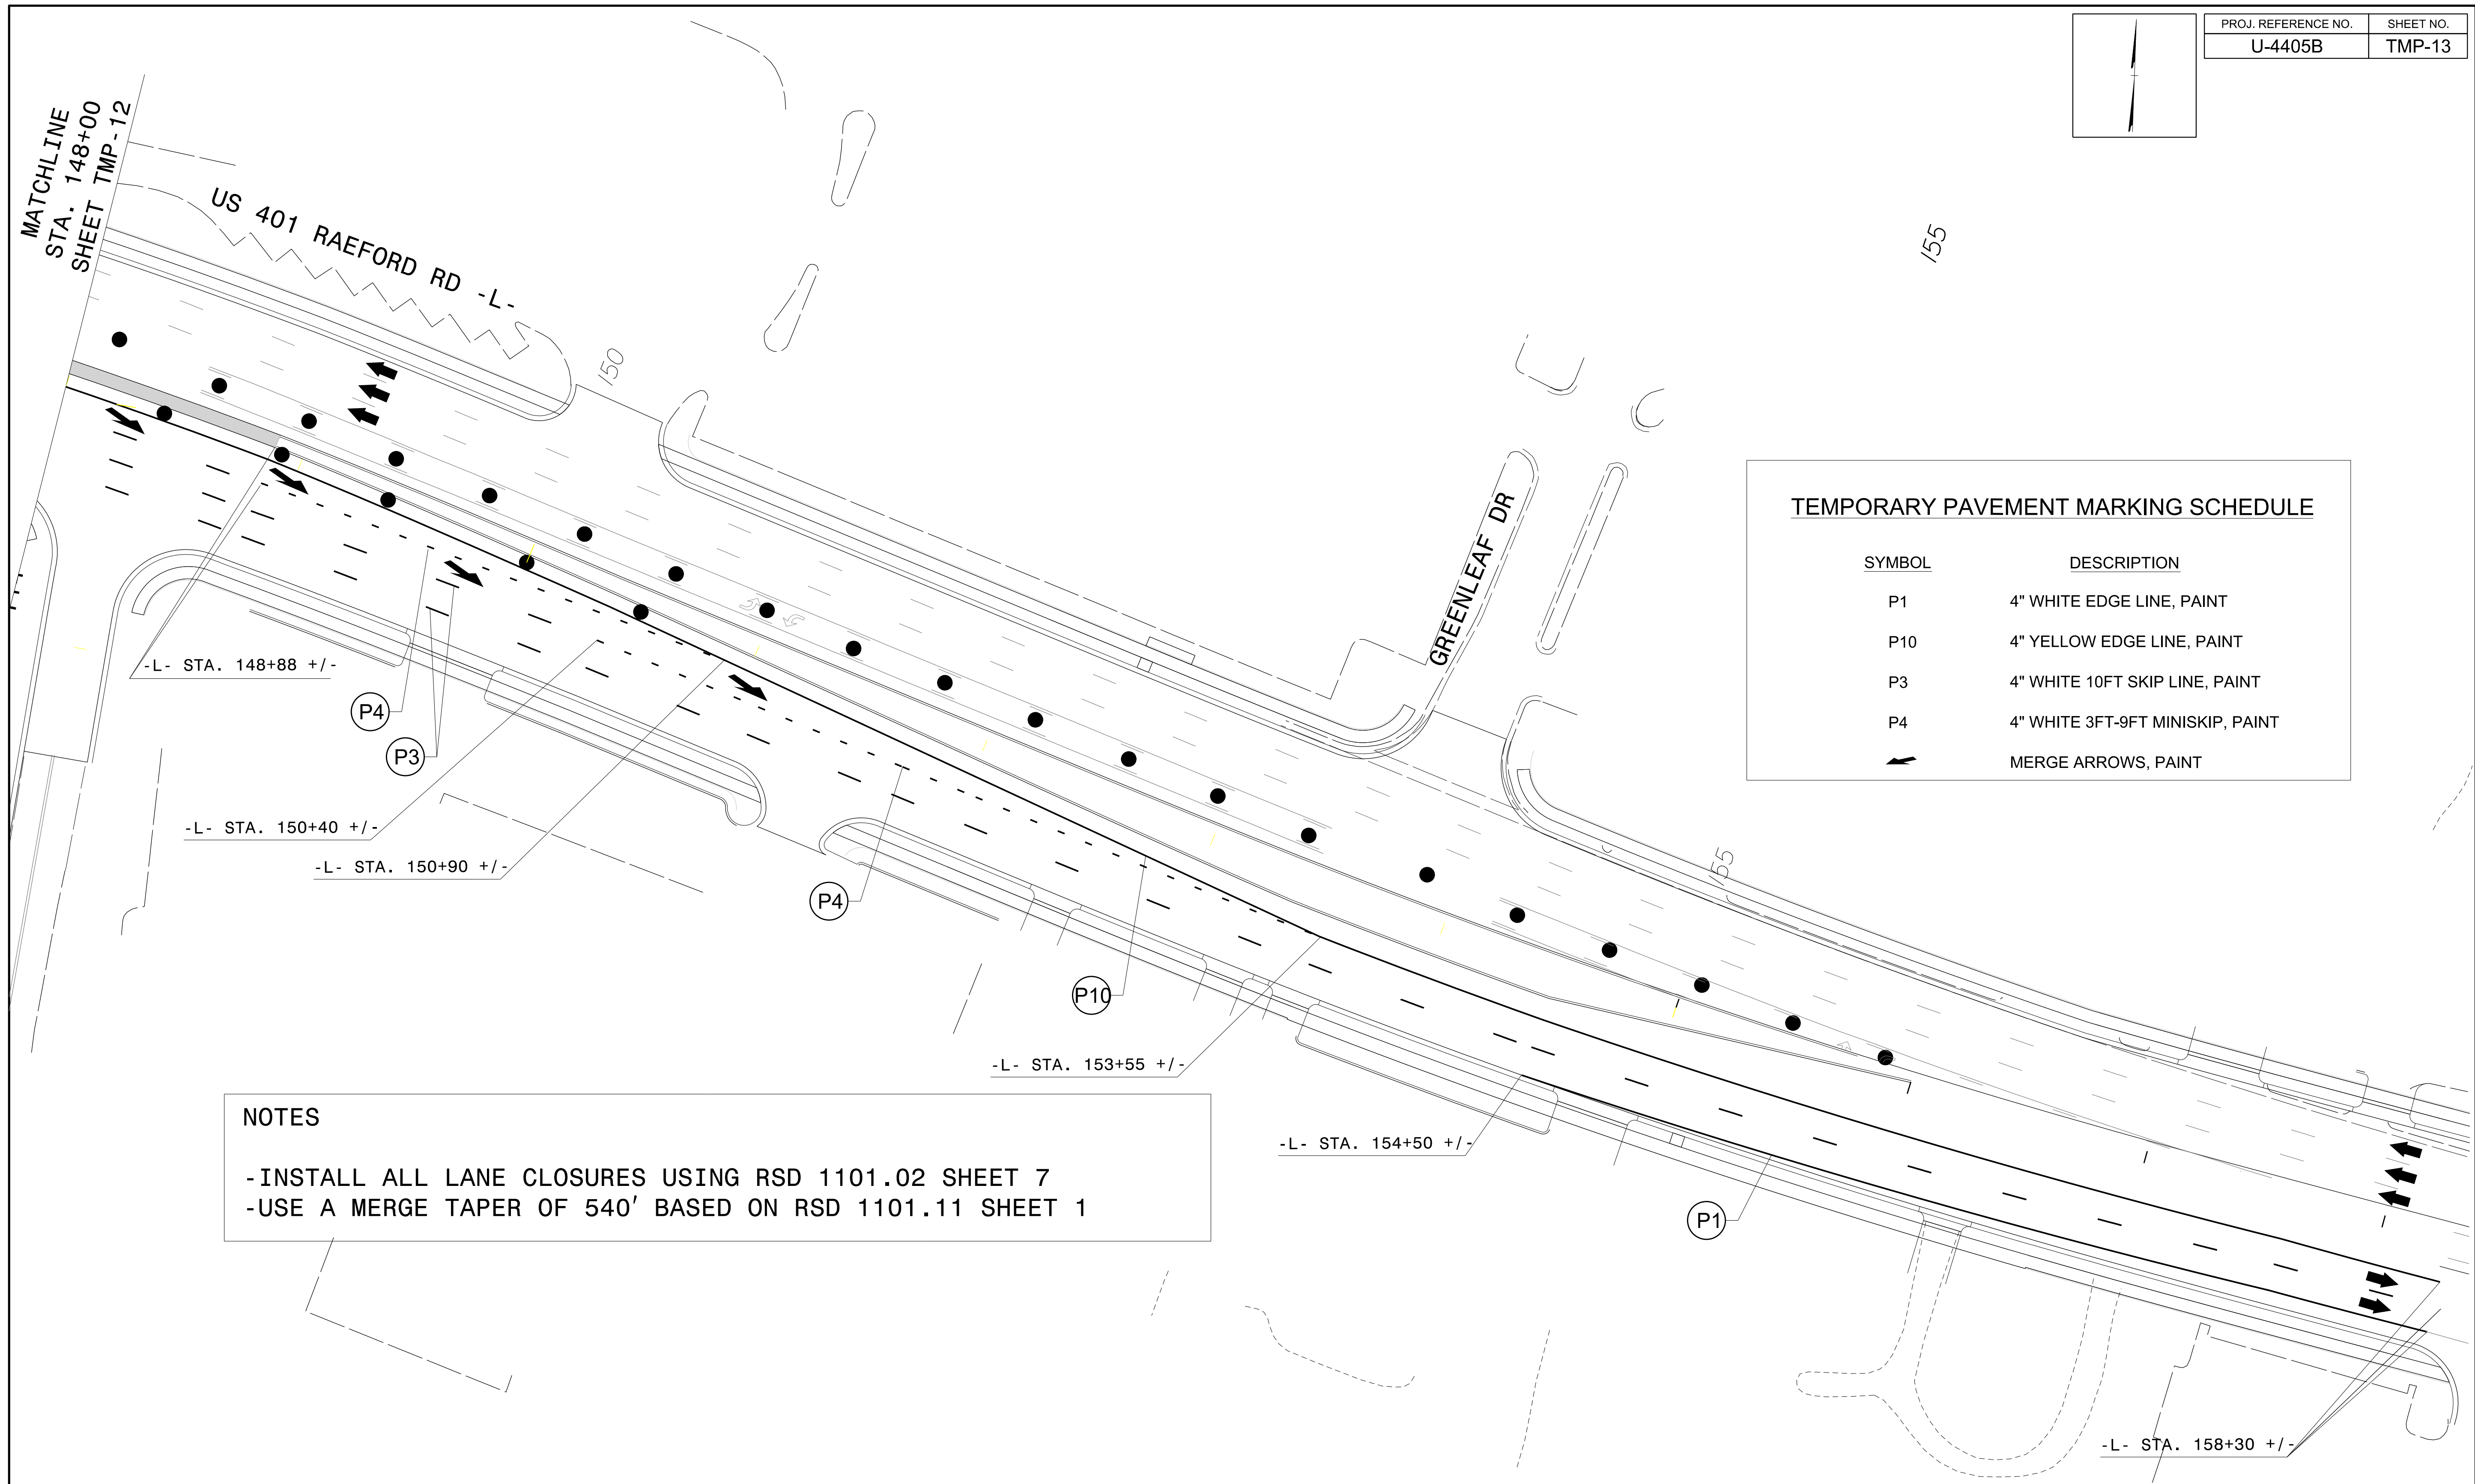 PROJ. REFERENCE NO. SHEET NO.
U-4405B TMP-13
MATCHLINE
STA. 148+00
SHEET TMP-12
US 401 RAEFORD RD -L-
150
155
GREENLEAF DR
155
TEMPORARY PAVEMENT MARKING SCHEDULE
SYMBOL DESCRIPTION
P1 4" WHITE EDGE LINE, PAINT
P10 4" YELLOW EDGE LINE, PAINT
P3 4" WHITE 10FT SKIP LINE, PAINT
P4 4" WHITE 3FT-9FT MINISKIP, PAINT
MERGE ARROWS, PAINT
-L- STA. 148+88 +/-
P4
P3
-L- STA. 150+40 +/-
-L- STA. 150+90 +/-
P4
P10
-L- STA. 153+55 +/-
-L- STA. 154+50 +/-
P1
-L- STA. 158+30 +/-
NOTES
-INSTALL ALL LANE CLOSURES USING RSD 1101.02 SHEET 7
-USE A MERGE TAPER OF 540' BASED ON RSD 1101.11 SHEET 1